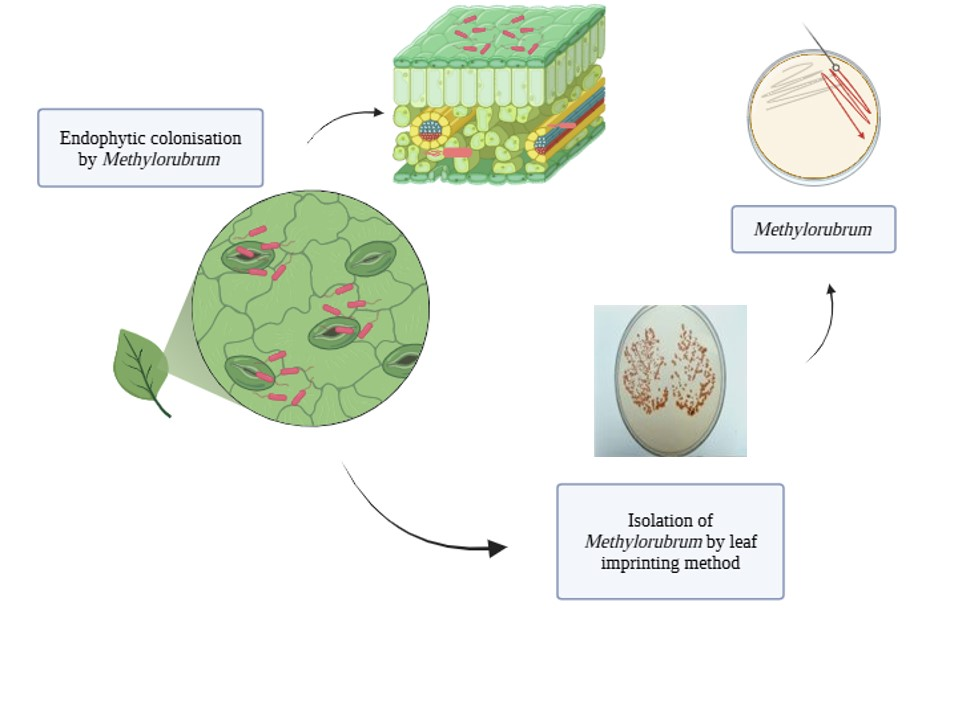 Endophytic colonisation
by Methylorubrum
Methylorubrum
Isolation of
Methylorubrum by leaf
imprinting method